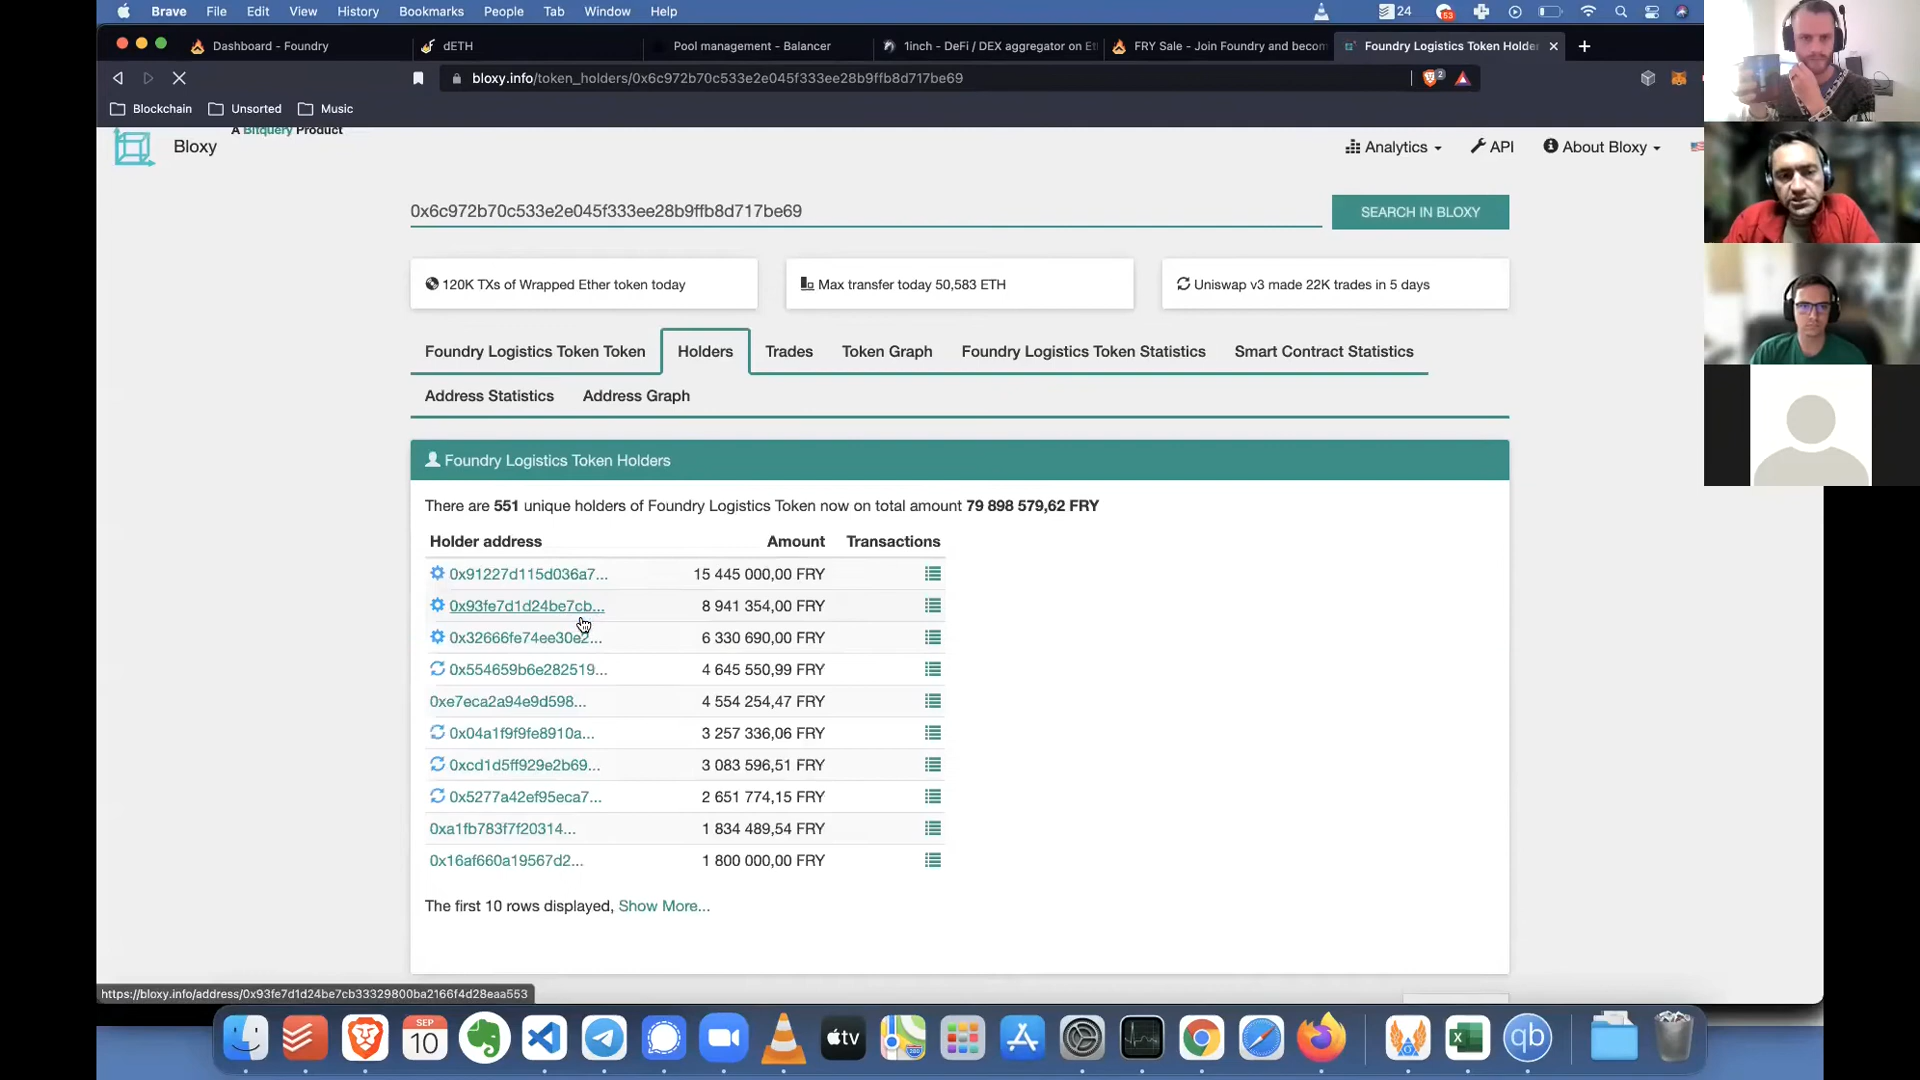 Brave File Edit View History Bookmarks People Tab Window Help 24 53
Dashboard - Foundry dETH Pool management - Balancer 1inch - DeFi / DEX aggregator on Et FRY Sale - Join Foundry and becom Foundry Logistics Token Holde
bloxy.info/token_holders/0x6c972b70c533e2e045f333ee28b9ffb8d717be69 2
Blockchain Unsorted Music
A Bitquery Product
Bloxy Analytics API About Bloxy
0x6c972b70c533e2e045f333ee28b9ffb8d717be69 SEARCH IN BLOXY
120K TXs of Wrapped Ether token today Max transfer today 50,583 ETH Uniswap v3 made 22K trades in 5 days
Foundry Logistics Token Token Holders Trades Token Graph Foundry Logistics Token Statistics Smart Contract Statistics
Address Statistics Address Graph
Foundry Logistics Token Holders
There are 551 unique holders of Foundry Logistics Token now on total amount 79 898 579,62 FRY
Holder address Amount Transactions
0x91227d115d036a7... 15 445 000,00 FRY
0x93fe7d1d24be7cb... 8 941 354,00 FRY
0x32666fe74ee30e2... 6 330 690,00 FRY
0x554659b6e282519... 4 645 550,99 FRY
0xe7eca2a94e9d598... 4 554 254,47 FRY
0x04a1f9f9fe8910a... 3 257 336,06 FRY
0xcd1d5ff929e2b69... 3 083 596,51 FRY
0x5277a42ef95eca7... 2 651 774,15 FRY
0xa1fb783f7f20314... 1 834 489,54 FRY
0x16af660a19567d2... 1 800 000,00 FRY
The first 10 rows displayed, Show More...
https://bloxy.info/address/0x93fe7d1d24be7cb33329800ba2166f4d28eaa553
SEP
10 tv 280 qb